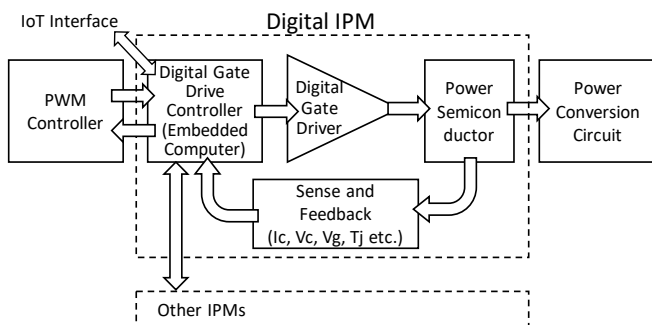 Digital IPM
IoT Interface
PWM
Controller
Digital Gate
Drive
Controller
(Embedded
Computer)
Digital
Gate
Driver
Power
Semicon
ductor
Power
Conversion
Circuit
Sense and
Feedback
(Ic, Vc, Vg, Tj etc.)
Other IPMs